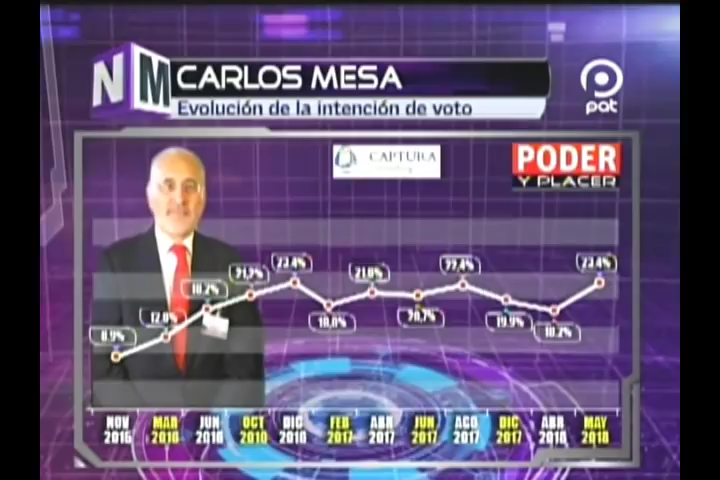 NM
CARLOS MESA
Evolución de la intención de voto
pat
CAPTURA
PODER
Y PLACER
8.9%
12.0%
18.2%
21.2%
23.4%
18.8%
21.0%
20.7%
22.4%
19.9%
18.2%
23.4%
NOV 2016
MAR 2016
JUN 2016
OCT 2016
DIC 2016
FEB 2017
ABR 2017
JUN 2017
AGO 2017
DIC 2017
ABR 2018
MAY 2018